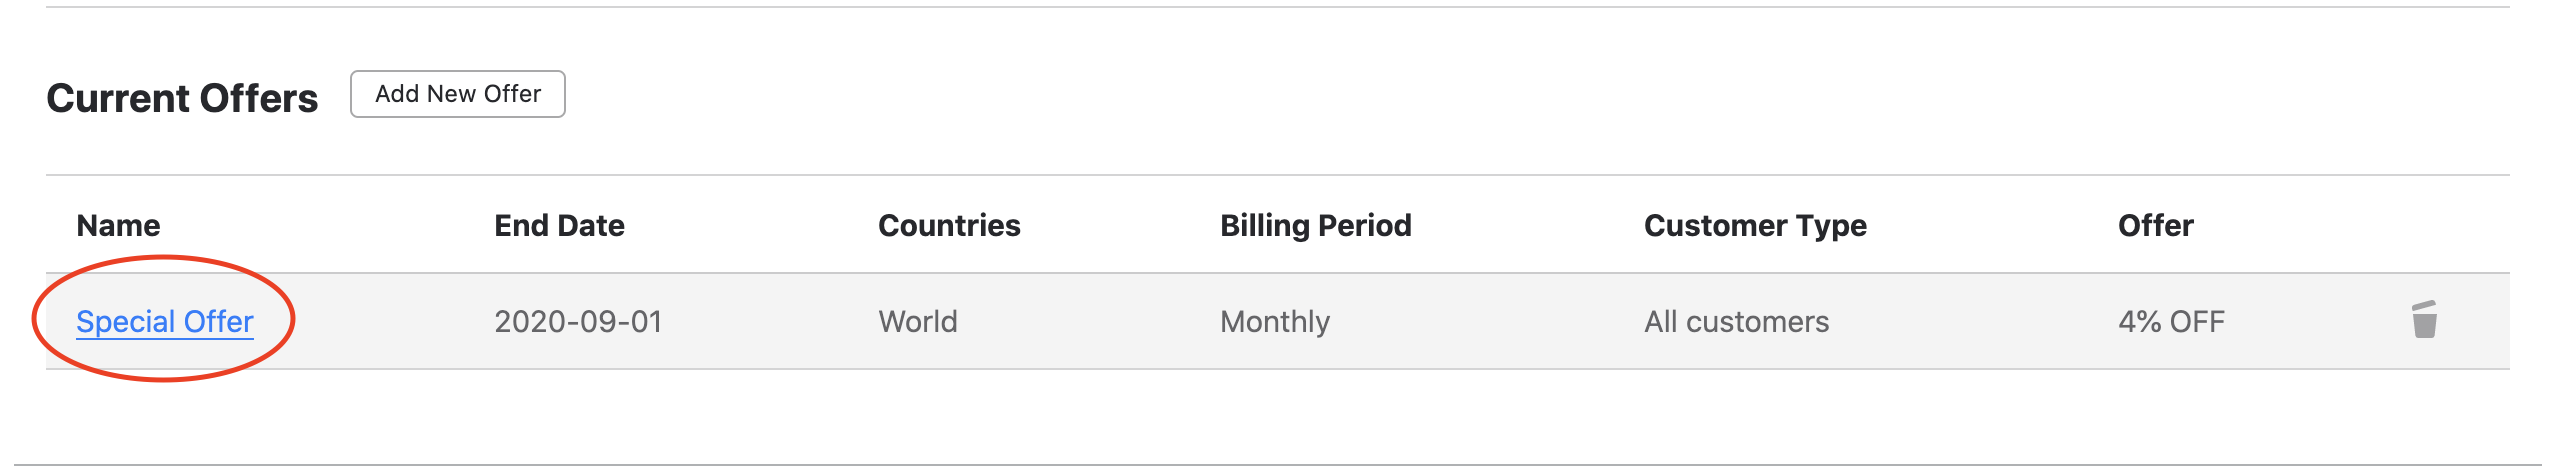 Current Offers Add New Offer
Name End Date Countries Billing Period Customer Type Offer
Special Offer 2020-09-01 World Monthly All customers 4% OFF